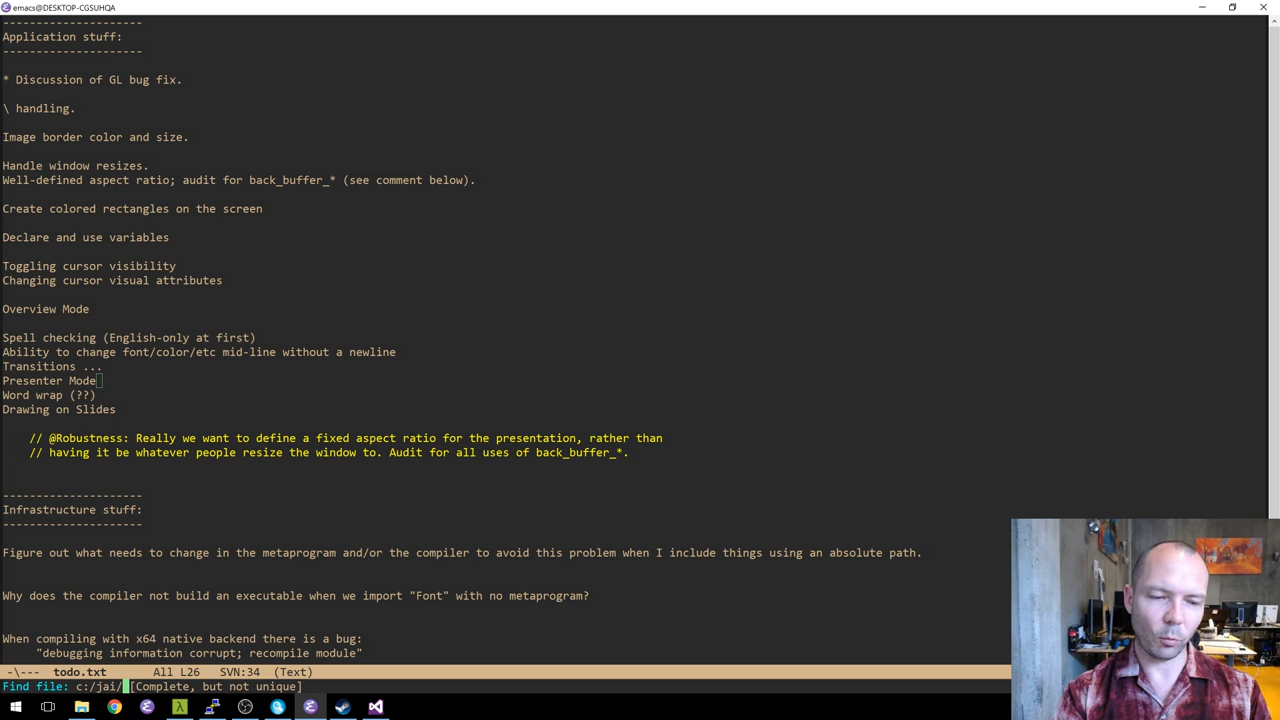 emacs@DESKTOP-CGSUHQA
---------------------
Application stuff:
---------------------
* Discussion of GL bug fix.
\ handling.
Image border color and size.
Handle window resizes.
Well-defined aspect ratio; audit for back_buffer_* (see comment below).
Create colored rectangles on the screen
Declare and use variables
Toggling cursor visibility
Changing cursor visual attributes
Overview Mode
Spell checking (English-only at first)
Ability to change font/color/etc mid-line without a newline
Transitions ...
Presenter Mode
Word wrap (??)
Drawing on Slides
// @Robustness: Really we want to define a fixed aspect ratio for the presentation, rather than
// having it be whatever people resize the window to. Audit for all uses of back_buffer_*.
---------------------
Infrastructure stuff:
---------------------
Figure out what needs to change in the metaprogram and/or the compiler to avoid this problem when I include things using an absolute path.
Why does the compiler not build an executable when we import "Font" with no metaprogram?
When compiling with x64 native backend there is a bug:
"debugging information corrupt; recompile module"
-\--- todo.txt All L26 SVN:34 (Text)
Find file: c:/jai/ [Complete, but not unique]